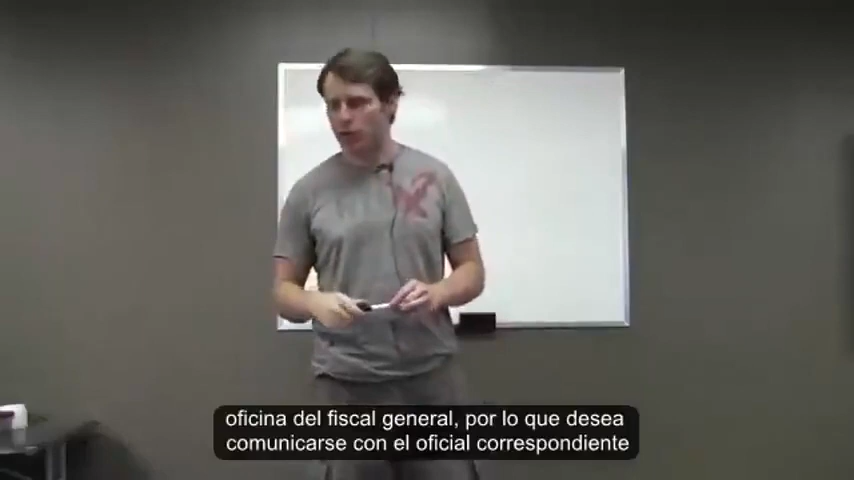 oficina del fiscal general, por lo que desea
comunicarse con el oficial correspondiente